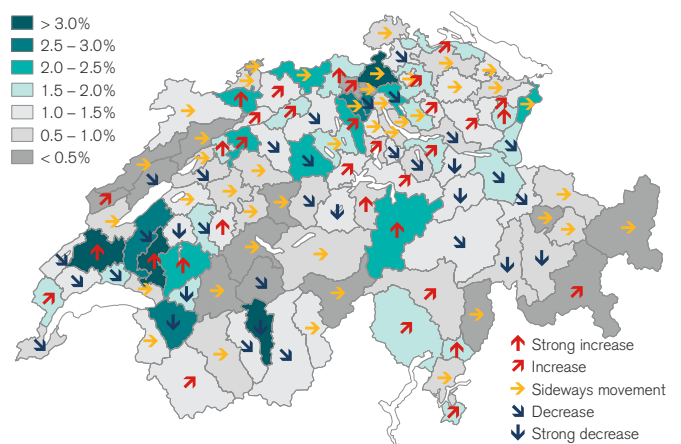 > 3.0%
2.5 – 3.0%
2.0 – 2.5%
1.5 – 2.0%
1.0 – 1.5%
0.5 – 1.0%
< 0.5%
Strong increase
Increase
Sideways movement
Decrease
Strong decrease